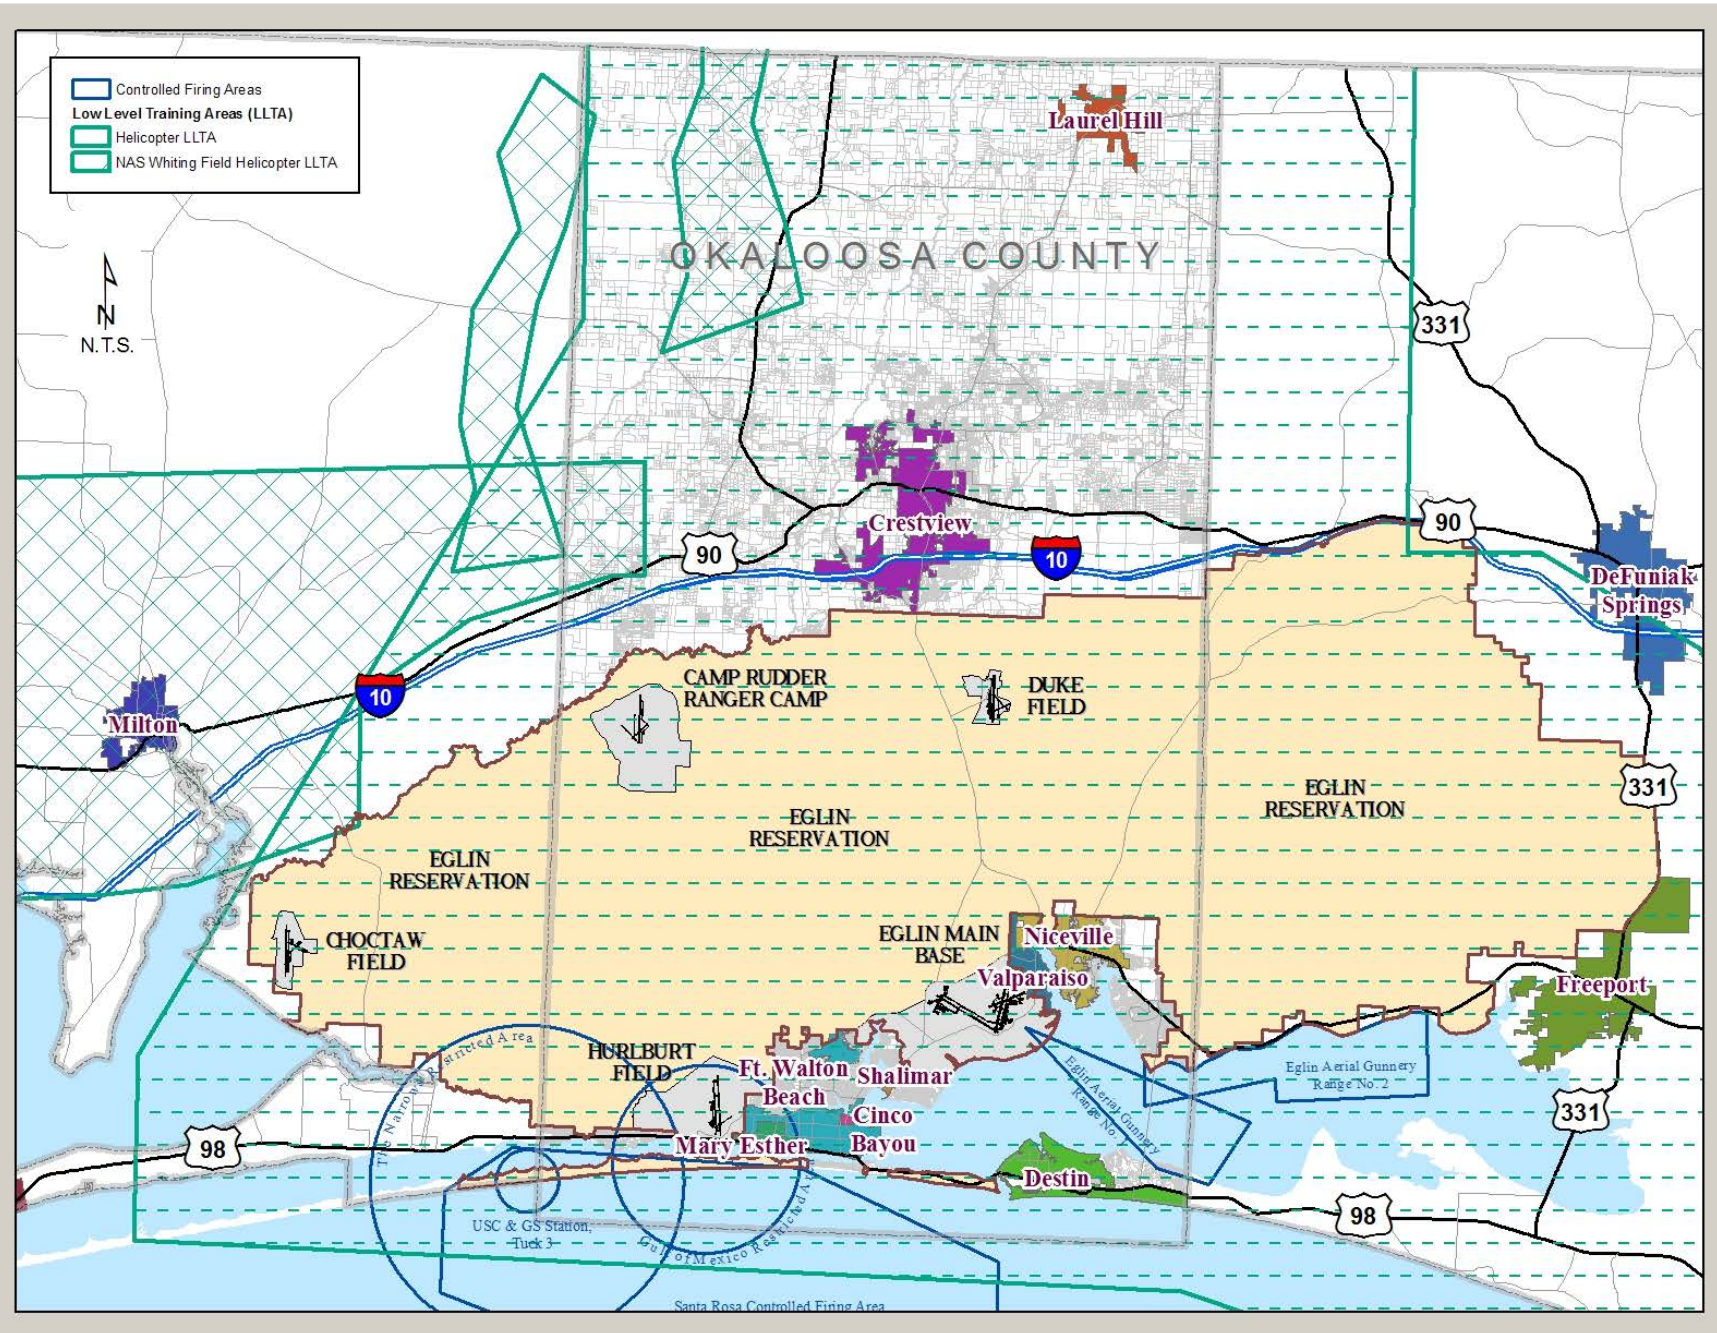 Controlled Firing Areas
Low Level Training Areas (LLTA)
Helicopter LLTA
NAS Whiting Field Helicopter LLTA
Laurel Hill
OKALOOSA COUNTY
N
N.T.S.
331
Crestview
90
90
10
DeFuniak
Springs
10
Milton
CAMP RUDDER
RANGER CAMP
DUKE
FIELD
331
EGLIN
RESERVATION
EGLIN
RESERVATION
EGLIN
RESERVATION
CHOCTAW
FIELD
EGLIN MAIN
BASE
Niceville
Valparaiso
Freeport
The Narrows Restricted Area
HURLBURT
FIELD
Ft. Walton
Beach
Shalimar
Eglin Aerial Gunnery
Range No. 1
Eglin Aerial Gunnery
Range No. 2
331
Cinco
Bayou
98
Mary Esther
Destin
98
USC & GS Station,
Tuck 3
Gulf of Mexico Restricted Area
Santa Rosa Controlled Firing Area